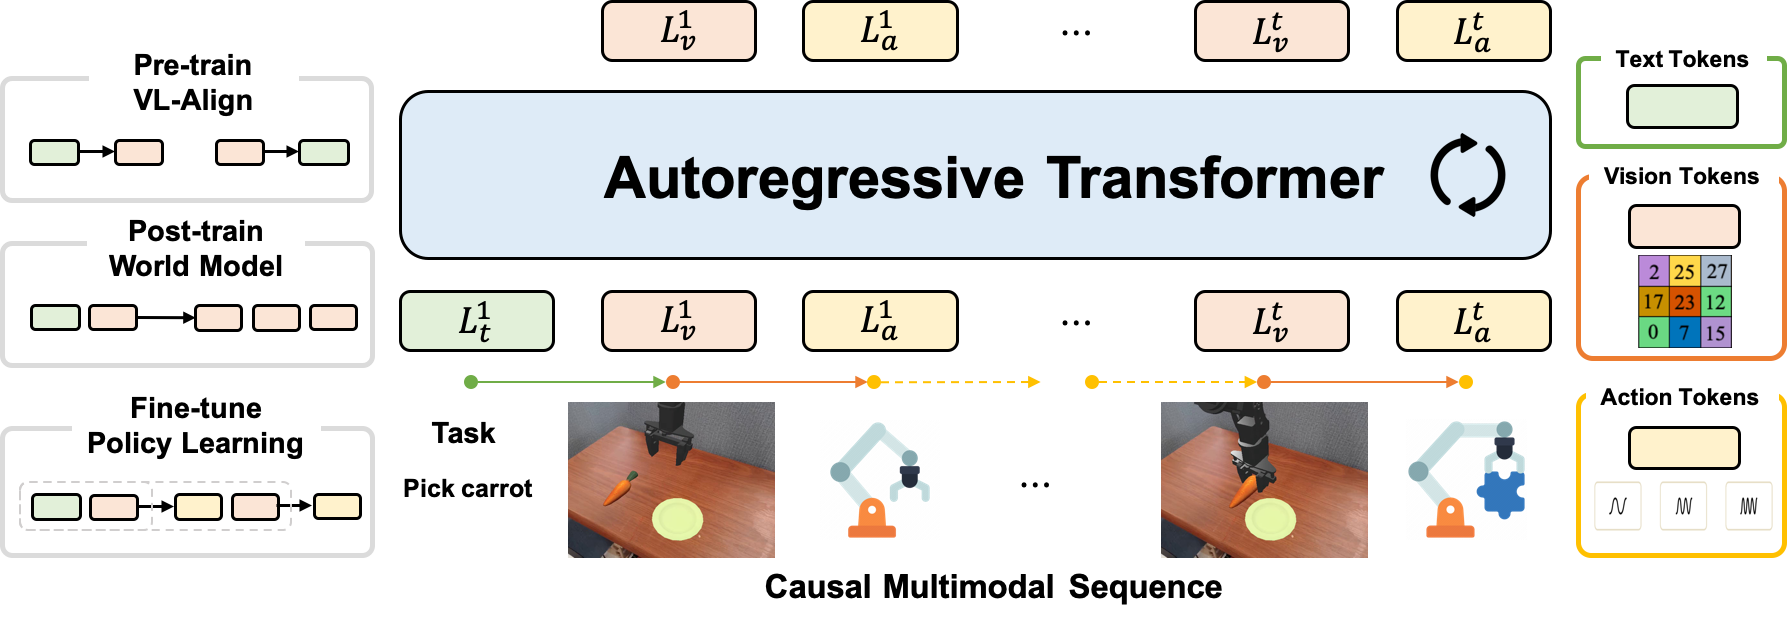 Pre-train
VL-Align
Post-train
World Model
Fine-tune
Policy Learning
L_v^1 L_a^1 ... L_v^t L_a^t
Autoregressive Transformer
L_t^1 L_v^1 L_a^1 ... L_v^t L_a^t
Task
Pick carrot
...
Causal Multimodal Sequence
Text Tokens
Vision Tokens
2 25 27
17 23 12
0 7 15
Action Tokens